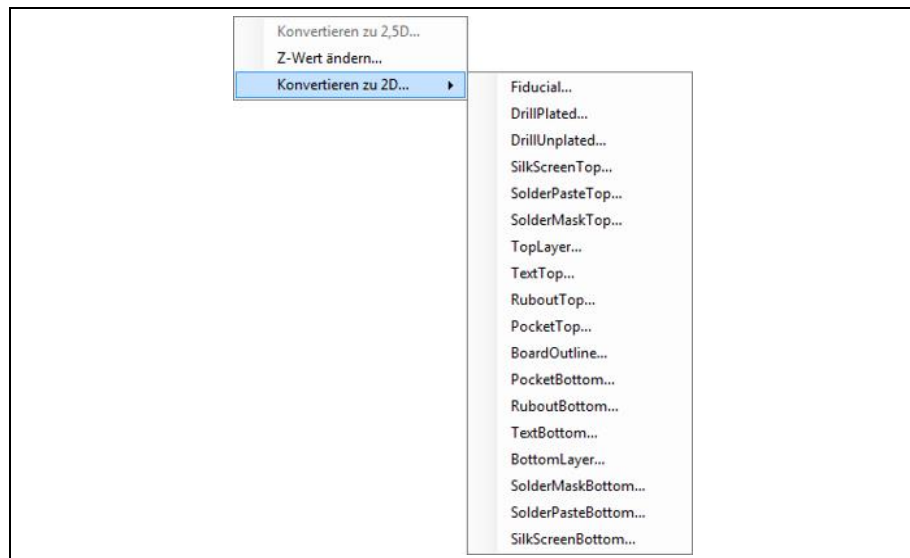 Konvertieren zu 2,5D...
Z-Wert ändern...
Konvertieren zu 2D...
Fiducial...
DrillPlated...
DrillUnplated...
SilkScreenTop...
SolderPasteTop...
SolderMaskTop...
TopLayer...
TextTop...
RuboutTop...
PocketTop...
BoardOutline...
PocketBottom...
RuboutBottom...
TextBottom...
BottomLayer...
SolderMaskBottom...
SolderPasteBottom...
SilkScreenBottom...